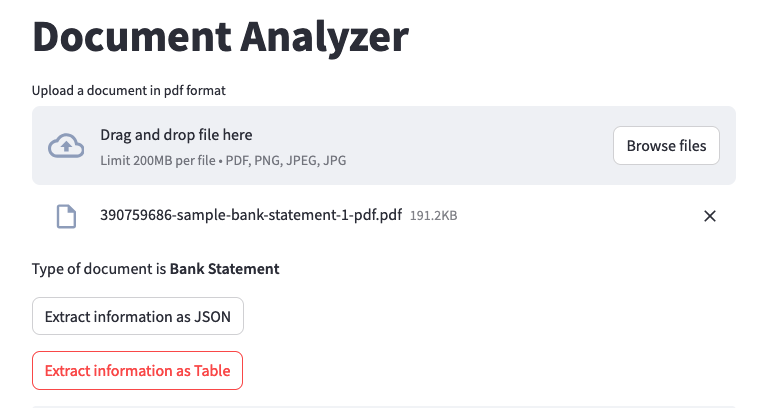 Document Analyzer
Upload a document in pdf format
Drag and drop file here
Limit 200MB per file • PDF, PNG, JPEG, JPG
Browse files
390759686-sample-bank-statement-1-pdf.pdf 191.2KB
Type of document is Bank Statement
Extract information as JSON
Extract information as Table